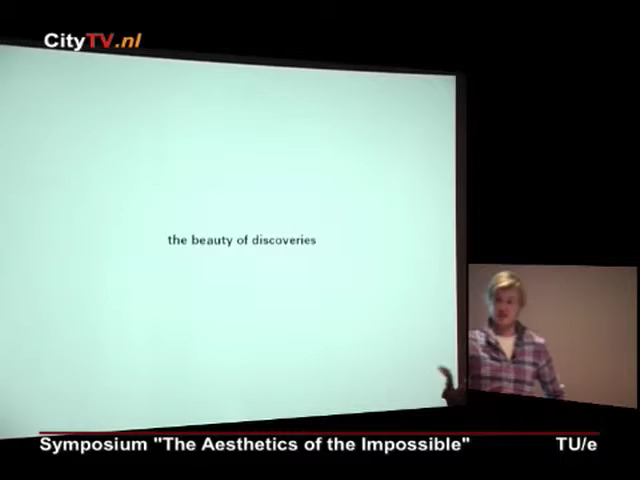 CityTV.nl
the beauty of discoveries
Symposium "The Aesthetics of the Impossible"
TU/e